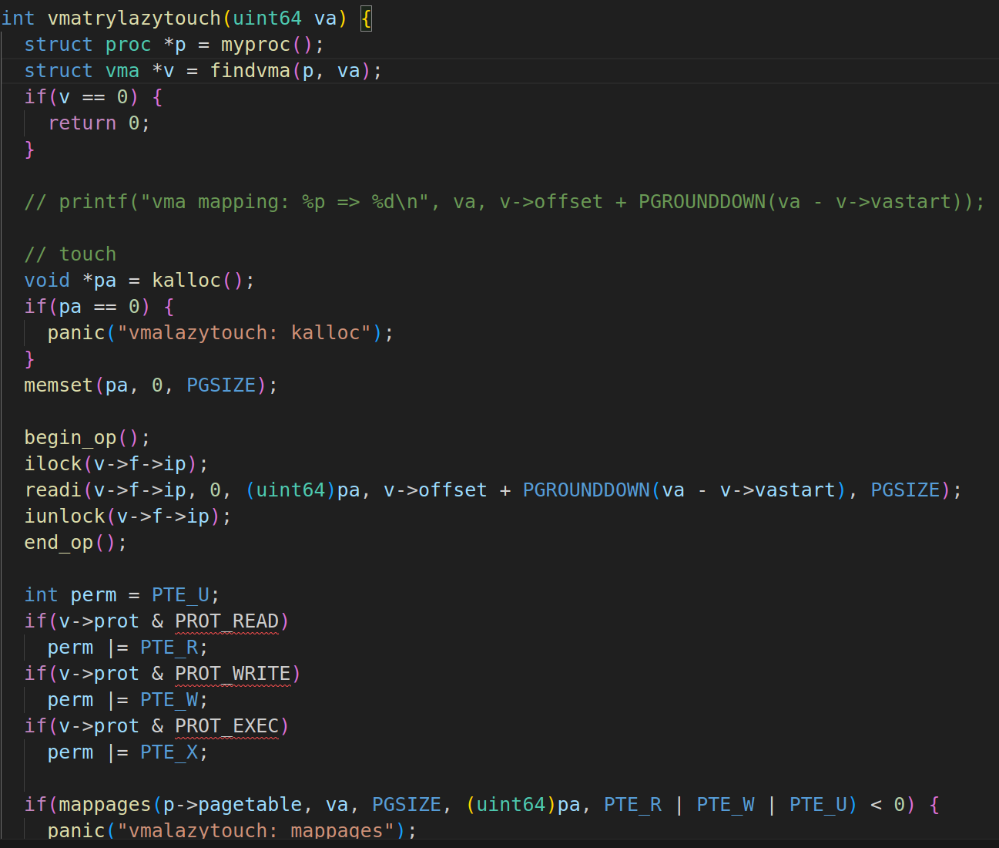 int vmatrylazytouch(uint64 va) {
  struct proc *p = myproc();
  struct vma *v = findvma(p, va);
  if(v == 0) {
    return 0;
  }

  // printf("vma mapping: %p => %d\n", va, v->offset + PGROUNDDOWN(va - v->vastart));

  // touch
  void *pa = kalloc();
  if(pa == 0) {
    panic("vmalazytouch: kalloc");
  }
  memset(pa, 0, PGSIZE);

  begin_op();
  ilock(v->f->ip);
  readi(v->f->ip, 0, (uint64)pa, v->offset + PGROUNDDOWN(va - v->vastart), PGSIZE);
  iunlock(v->f->ip);
  end_op();

  int perm = PTE_U;
  if(v->prot & PROT_READ)
    perm |= PTE_R;
  if(v->prot & PROT_WRITE)
    perm |= PTE_W;
  if(v->prot & PROT_EXEC)
    perm |= PTE_X;

  if(mappages(p->pagetable, va, PGSIZE, (uint64)pa, PTE_R | PTE_W | PTE_U) < 0) {
    panic("vmalazytouch: mappages");